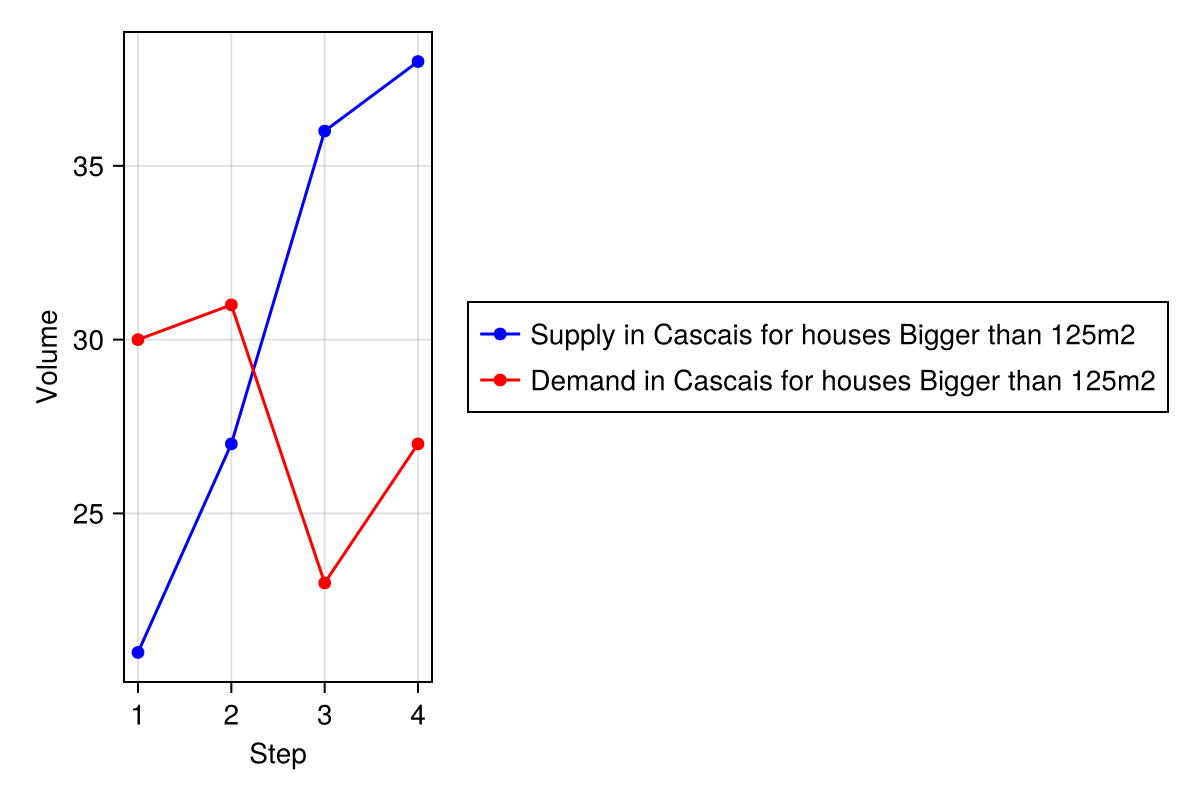 Volume
35
30
25
1 2 3 4
Step
Supply in Cascais for houses Bigger than 125m2
Demand in Cascais for houses Bigger than 125m2